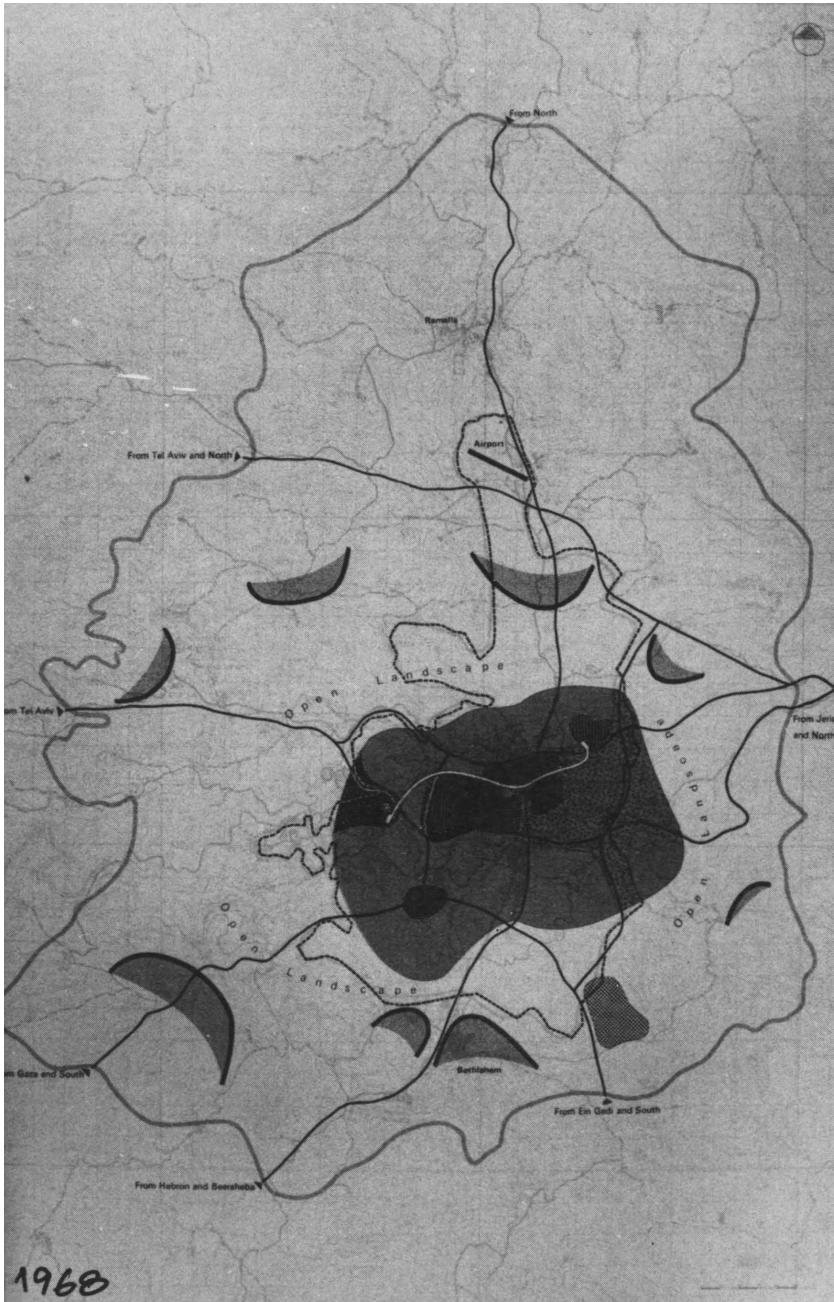 From North
Ramalla
Airport
From Tel Aviv and North
Open Landscape
om Tel Aviv
From Jeri
and North
Open Landscape
Open Landscape
om Gaza and South
Bethlehem
From Ein Gedi and South
From Hebron and Beersheba
1968